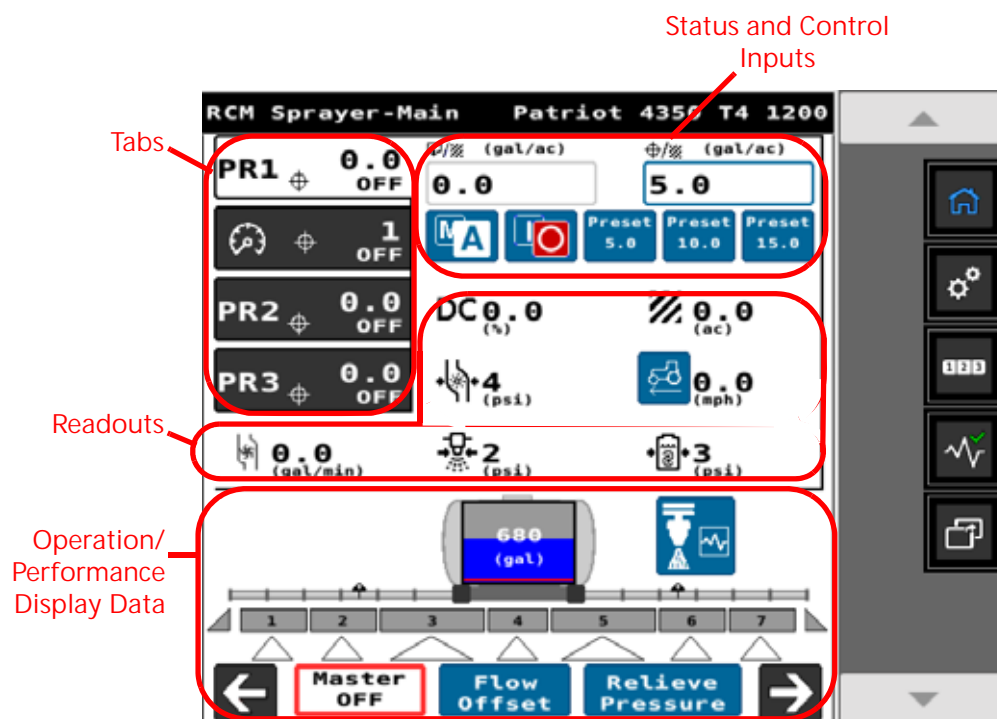 Status and Control
Inputs
RCM Sprayer-Main Patriot 4350 T4 1200
Tabs
PR1 0.0
OFF
(gal/ac)
(gal/ac)
0.0
5.0
1
OFF
M A
I O
Preset
5.0
Preset
10.0
Preset
15.0
PR2 0.0
OFF
DC 0.0
(%)
0.0
(ac)
PR3 0.0
OFF
4
(psi)
0.0
(mph)
123
Readouts
0.0
(gal/min)
2
(psi)
3
(psi)
Operation/
Performance
Display Data
680
(gal)
1 2 3 4 5 6 7
Master
OFF
Flow
Offset
Relieve
Pressure